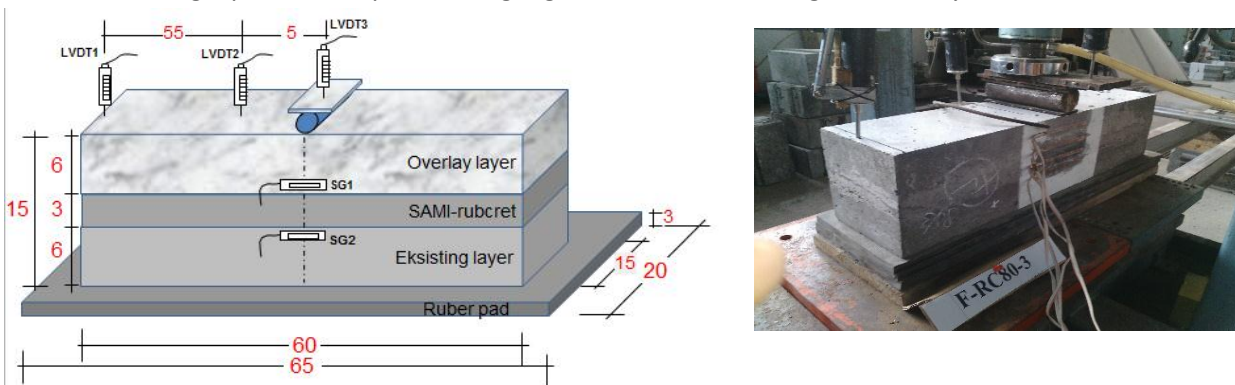 LVDT3
55
5
LVDT1
LVDT2
6
Overlay layer
SG1
15
3
SAMI-rubcret
3
SG2
6
Eksisting layer
15
20
Ruber pad
60
65
F-RC80-3